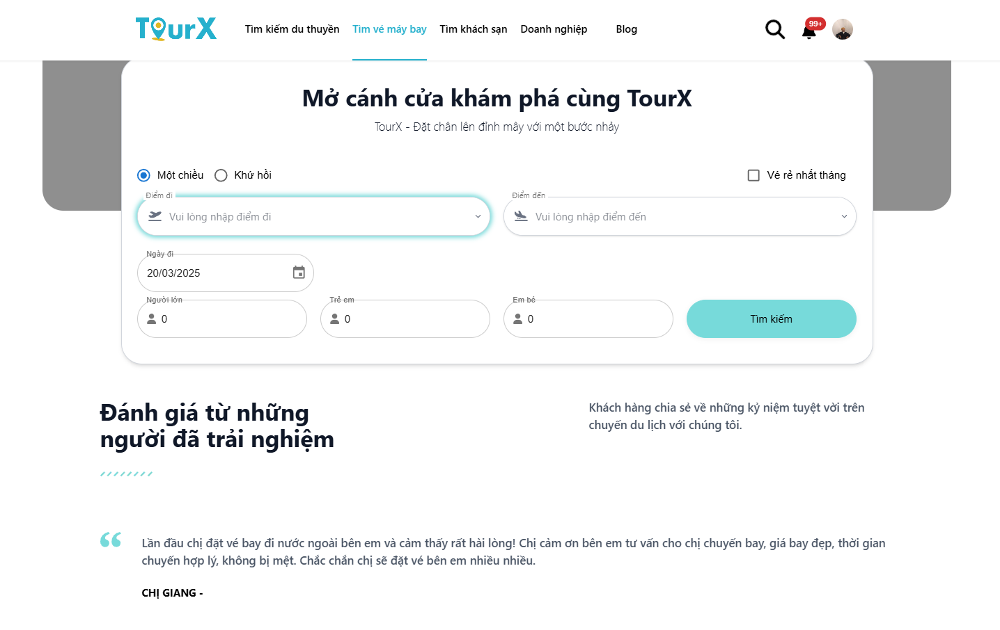 TourX
Tìm kiếm du thuyền
Tìm vé máy bay
Tìm khách sạn
Doanh nghiệp
Blog
99+
Mở cánh cửa khám phá cùng TourX
TourX - Đặt chân lên đỉnh mây với một bước nhảy
Một chiều
Khứ hồi
Vé rẻ nhất tháng
Điểm đi
Vui lòng nhập điểm đi
Điểm đến
Vui lòng nhập điểm đến
Ngày đi
20/03/2025
Người lớn
0
Trẻ em
0
Em bé
0
Tìm kiếm
Đánh giá từ những
người đã trải nghiệm
Khách hàng chia sẻ về những kỷ niệm tuyệt vời trên
chuyến du lịch với chúng tôi.
Lần đầu chị đặt vé bay đi nước ngoài bên em và cảm thấy rất hài lòng! Chị cảm ơn bên em tư vấn cho chị chuyến bay, giá bay đẹp, thời gian
chuyến hợp lý, không bị mệt. Chắc chắn chị sẽ đặt vé bên em nhiều nhiều.
CHỊ GIANG -